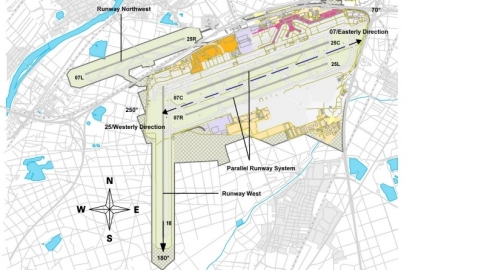 Runway Northwest
70°
07/Easterly Direction
25R
25C
07L
25L
07C
250°
07R
25/Westerly Direction
Parallel Runway System
N
Runway West
W E
S
18
180°